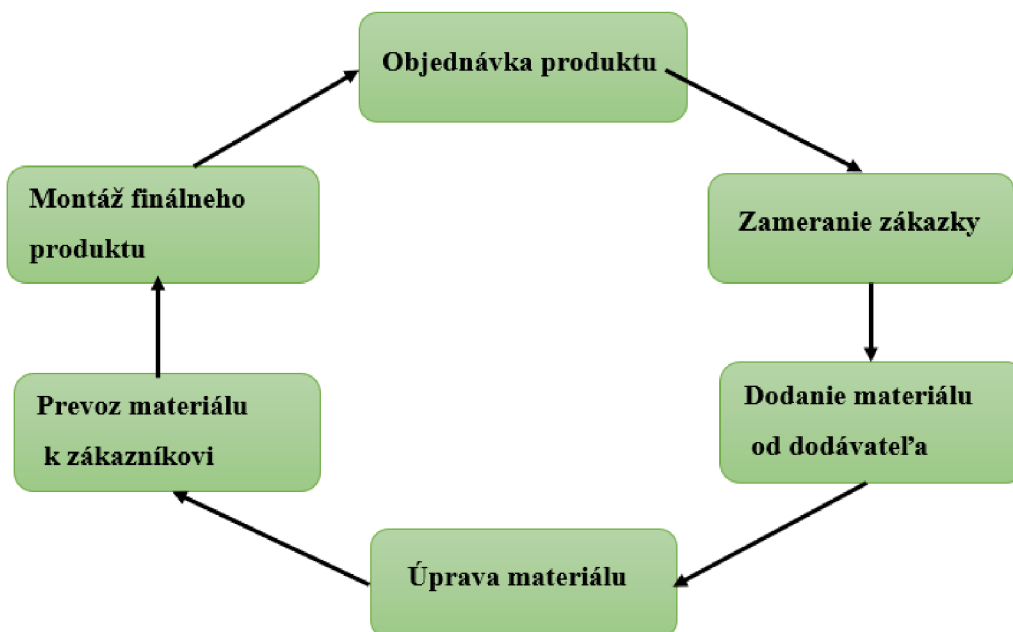 Objednávka produktu
Zameranie zákazky
Dodanie materiálu
od dodávateľa
Úprava materiálu
Prevoz materiálu
k zákazníkovi
Montáž finálneho
produktu